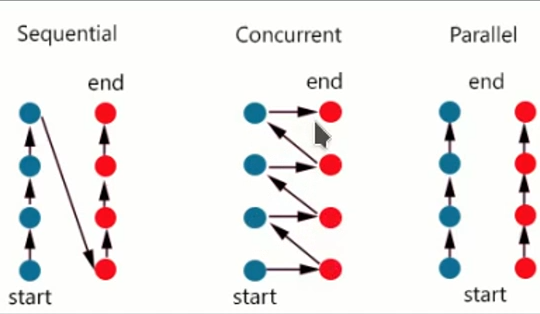 Sequential
Concurrent
Parallel
end
end
end
start
start
start